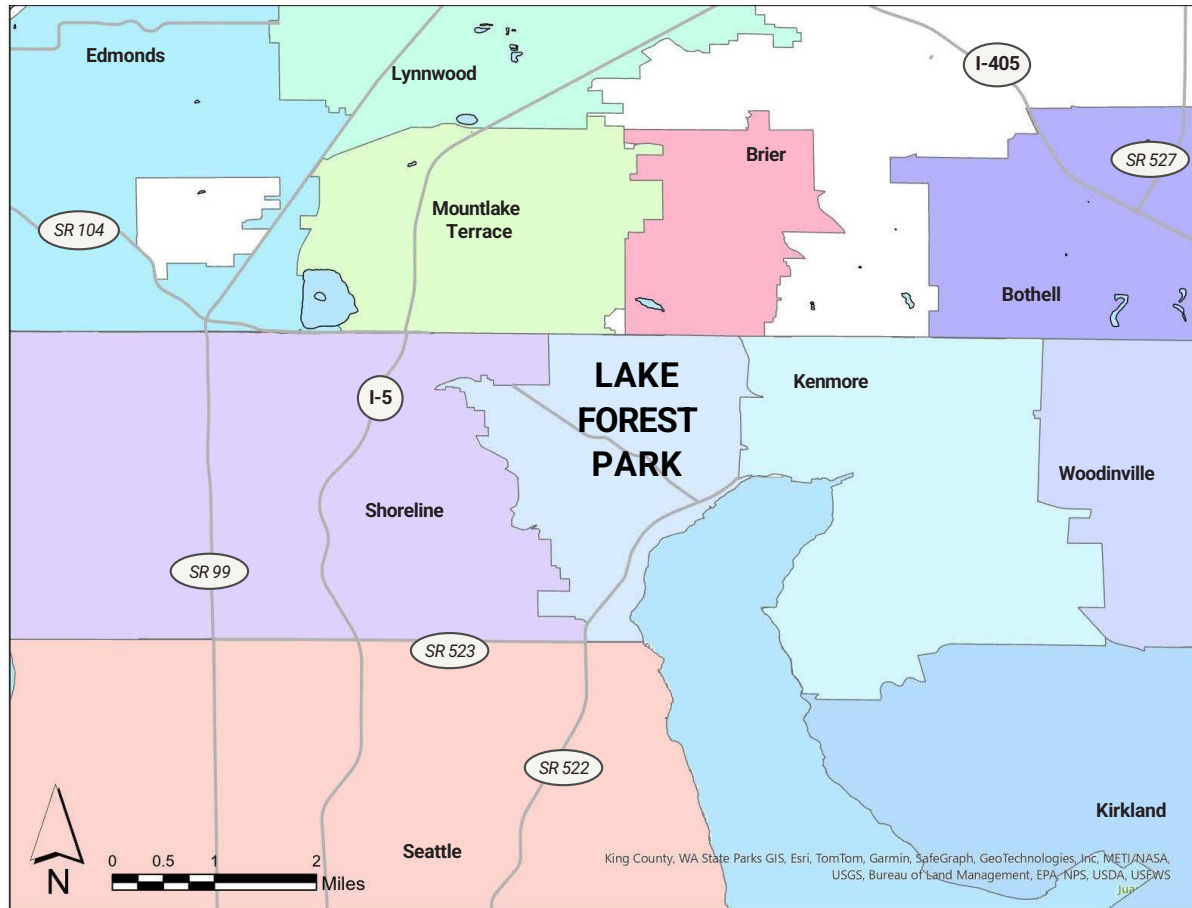 Edmonds
Lynnwood
I-405
Brier
SR 527
Mountlake
Terrace
SR 104
Bothell
LAKE
FOREST
PARK
Kenmore
I-5
Woodinville
Shoreline
SR 99
SR 523
SR 522
Kirkland
Seattle
0 0.5 1 2
Miles
N
King County, WA State Parks GIS, Esri, TomTom, Garmin, SafeGraph, GeoTechnologies, Inc, METI/NASA,
USGS, Bureau of Land Management, EPA, NPS, USDA, USFWS